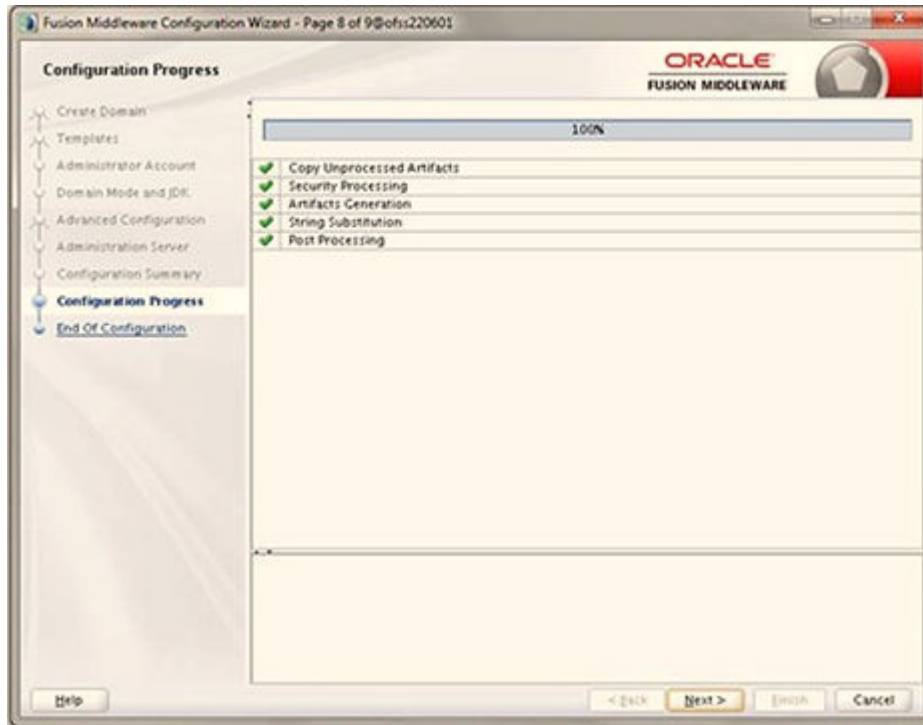 Fusion Middleware Configuration Wizard - Page 8 of 9@ofss220601
Configuration Progress
ORACLE
FUSION MIDDLEWARE
Create Domain
Templates
Administrator Account
Domain Mode and JDK
Advanced Configuration
Administration Server
Configuration Summary
Configuration Progress
End Of Configuration
100%
Copy Unprocessed Artifacts
Security Processing
Artifacts Generation
String Substitution
Post Processing
Help
< Back
Next >
Finish
Cancel